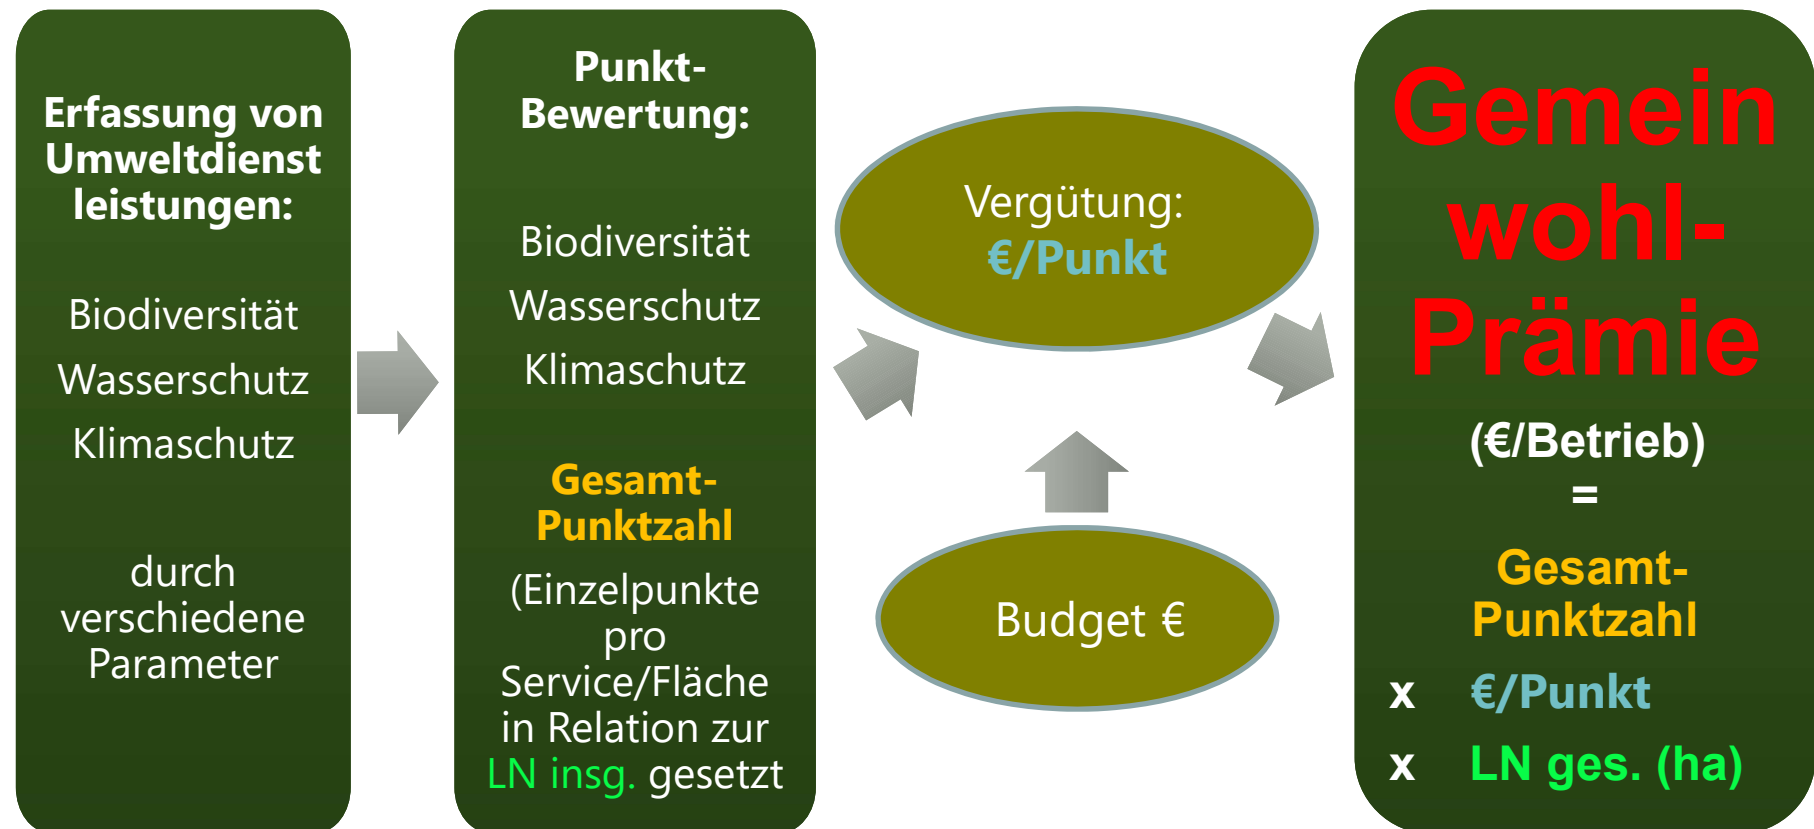 Erfassung von
Umweltdienst
leistungen:
Biodiversität
Wasserschutz
Klimaschutz
durch
verschiedene
Parameter
Punkt-
Bewertung:
Biodiversität
Wasserschutz
Klimaschutz
Gesamt-
Punktzahl
(Einzelpunkte
pro
Service/Fläche
in Relation zur
LN insg. gesetzt
Vergütung:
€/Punkt
Budget €
Gemein
wohl-
Prämie
(€/Betrieb)
=
Gesamt-
Punktzahl
x €/Punkt
x LN ges. (ha)